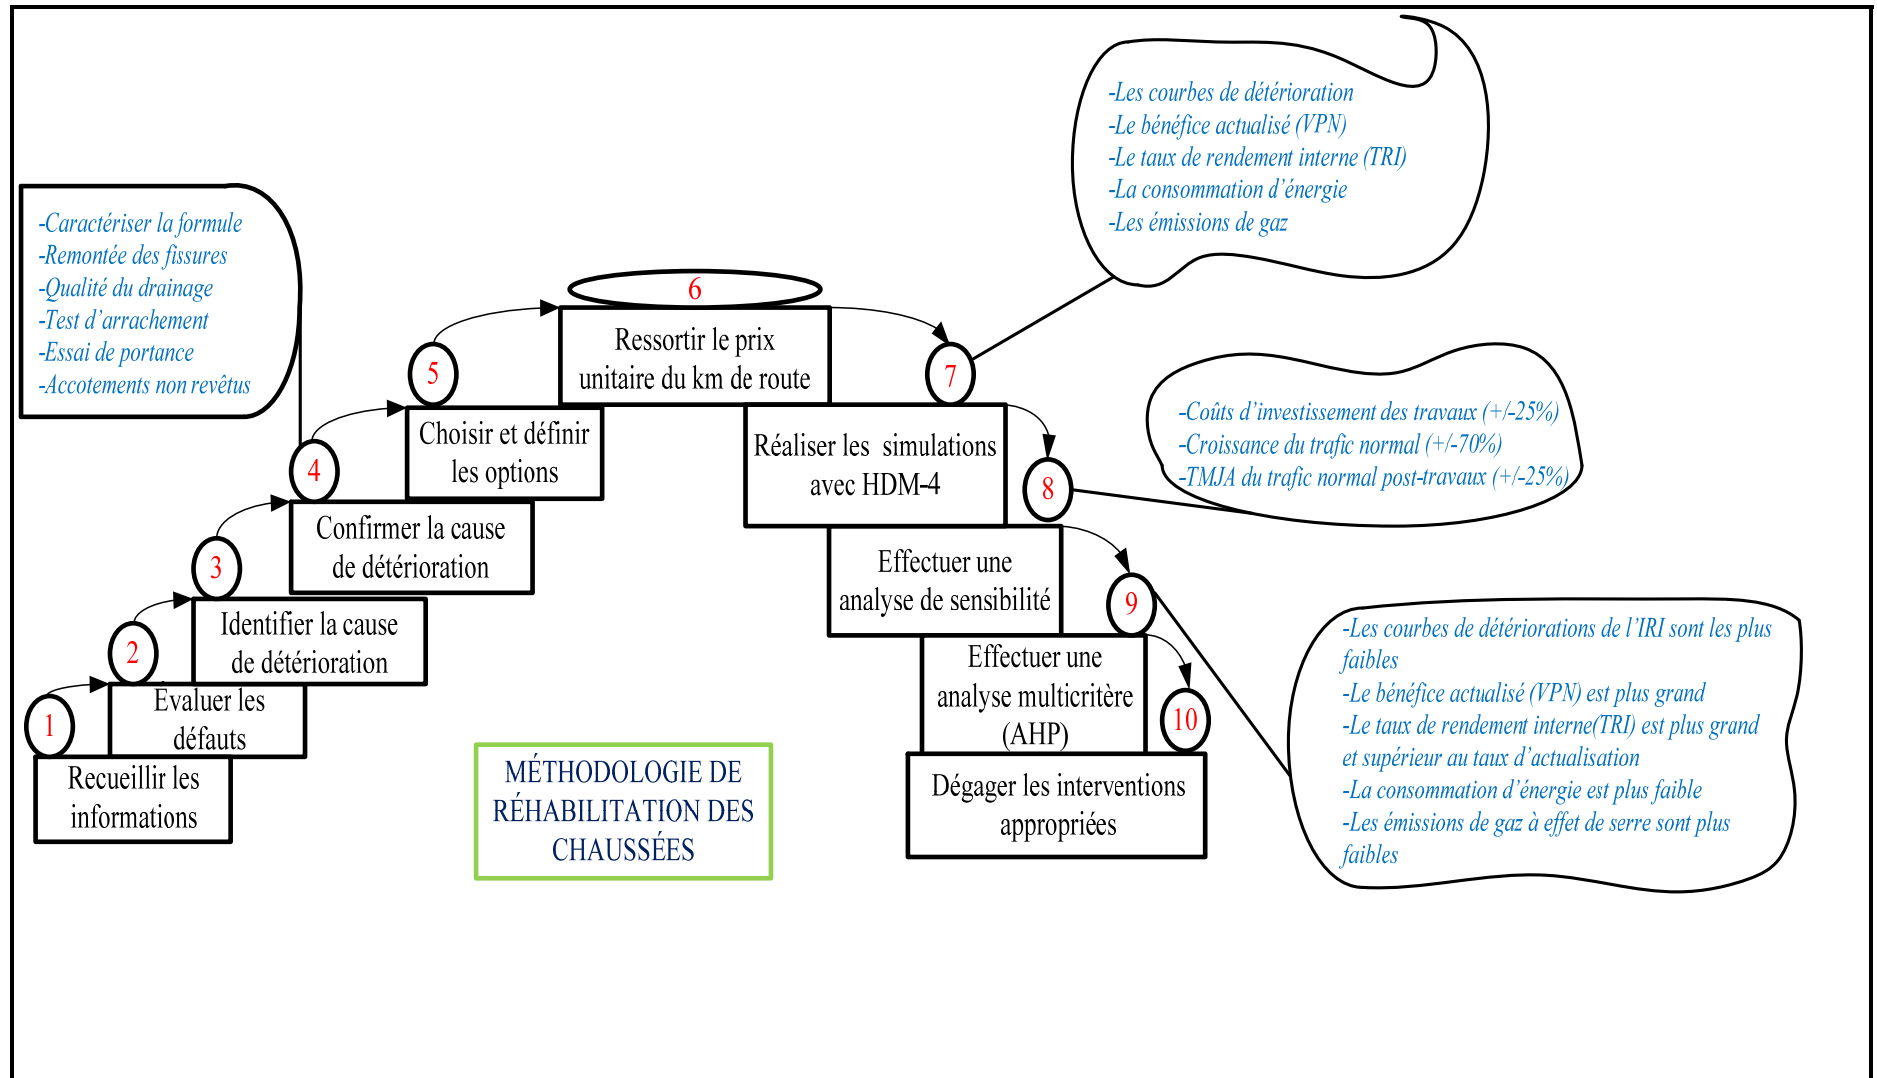 -Les courbes de détérioration
-Le bénéfice actualisé (VPN)
-Le taux de rendement interne (TRI)
-La consommation d’énergie
-Les émissions de gaz
-Caractériser la formule
-Remontée des fissures
-Qualité du drainage
-Test d’arrachement
-Essai de portance
-Accotements non revêtus
1
Recueillir les
informations
2
Évaluer les
défauts
3
Identifier la cause
de détérioration
4
Confirmer la cause
de détérioration
5
Choisir et définir
les options
6
Ressortir le prix
unitaire du km de route
7
Réaliser les simulations
avec HDM-4
8
Effectuer une
analyse de sensibilité
9
Effectuer une
analyse multicritère
(AHP)
10
Dégager les interventions
appropriées
-Coûts d’investissement des travaux (+/-25%)
-Croissance du trafic normal (+/-70%)
-TMJA du trafic normal post-travaux (+/-25%)
-Les courbes de détériorations de l’IRI sont les plus
faibles
-Le bénéfice actualisé (VPN) est plus grand
-Le taux de rendement interne(TRI) est plus grand
et supérieur au taux d’actualisation
-La consommation d’énergie est plus faible
-Les émissions de gaz à effet de serre sont plus
faibles
MÉTHODOLOGIE DE
RÉHABILITATION DES
CHAUSSÉES